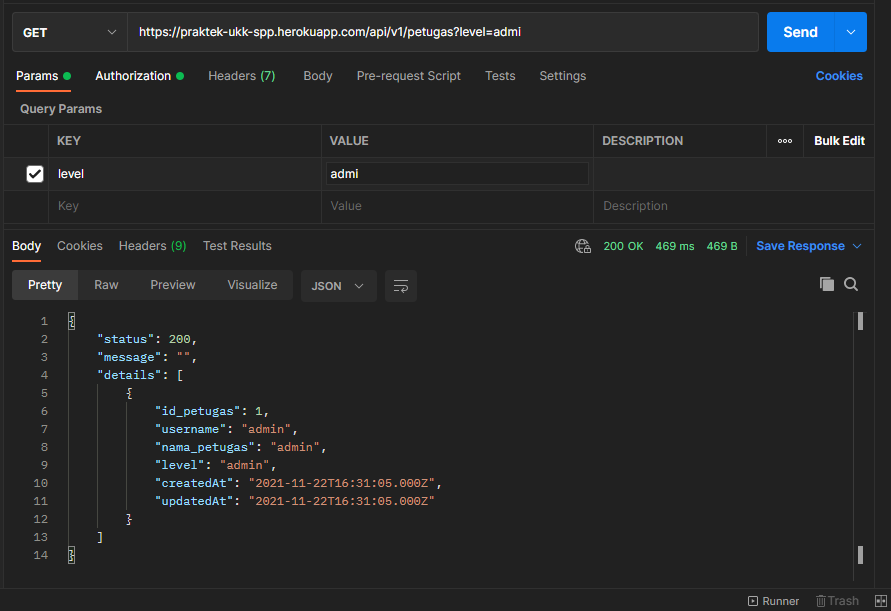 GET https://praktek-ukk-spp.herokuapp.com/api/v1/petugas?level=admi Send
Params Authorization Headers (7) Body Pre-request Script Tests Settings Cookies
Query Params
KEY VALUE DESCRIPTION ooo Bulk Edit
level admi
Key Value Description
Body Cookies Headers (9) Test Results 200 OK 469 ms 469 B Save Response
Pretty Raw Preview Visualize JSON
1 {
2 "status": 200,
3 "message": "",
4 "details": [
5 {
6 "id_petugas": 1,
7 "username": "admin",
8 "nama_petugas": "admin",
9 "level": "admin",
10 "createdAt": "2021-11-22T16:31:05.000Z",
11 "updatedAt": "2021-11-22T16:31:05.000Z"
12 }
13 ]
14 }
Runner Trash